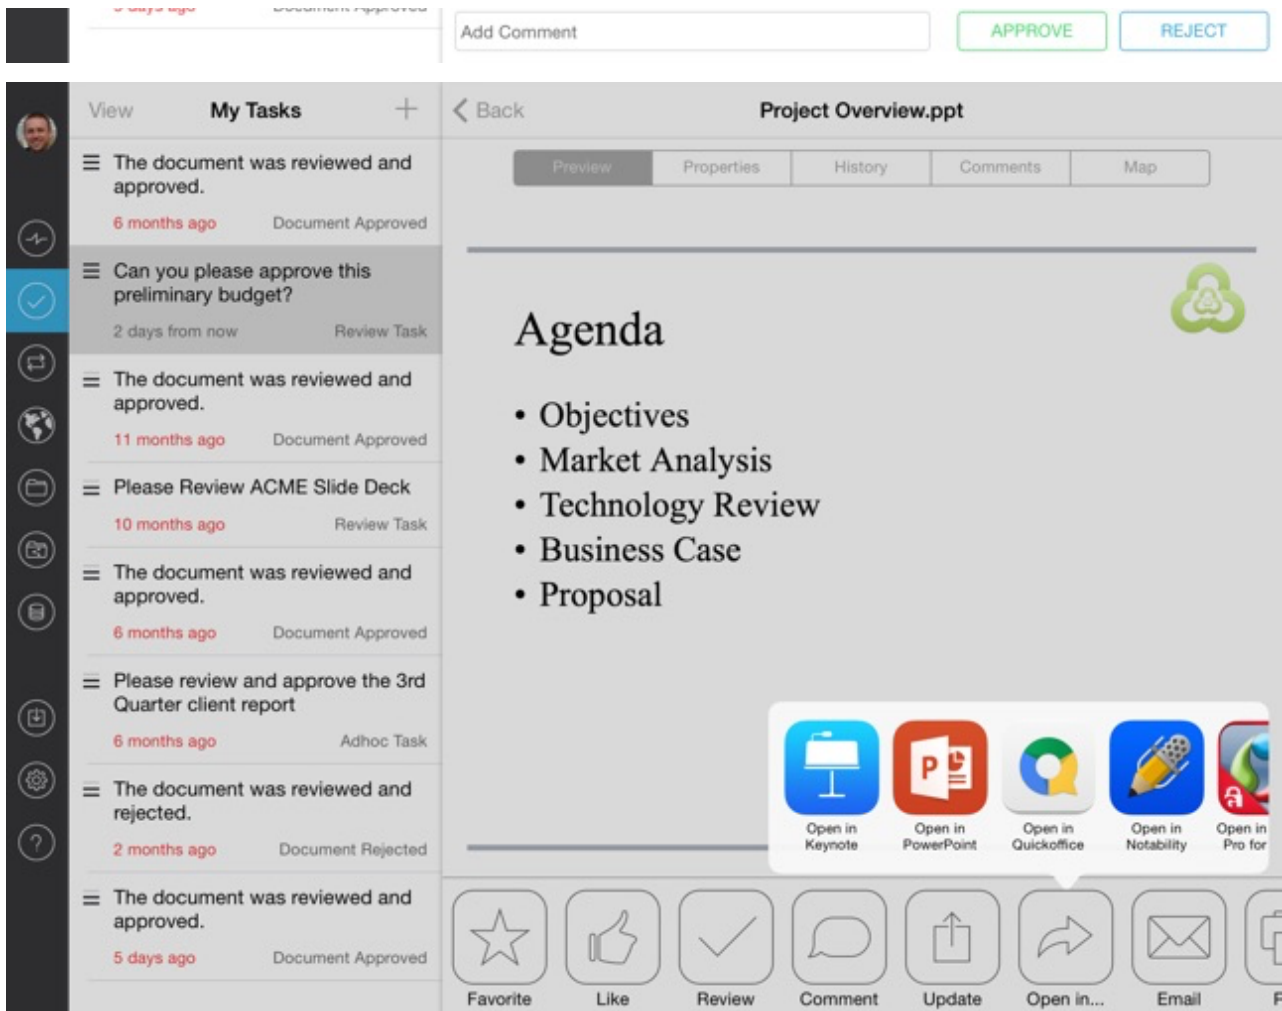 5 days ago Document Approved
Add Comment
APPROVE
REJECT
View My Tasks
The document was reviewed and
approved.
6 months ago Document Approved
Can you please approve this
preliminary budget?
2 days from now Review Task
The document was reviewed and
approved.
11 months ago Document Approved
Please Review ACME Slide Deck
10 months ago Review Task
The document was reviewed and
approved.
6 months ago Document Approved
Please review and approve the 3rd
Quarter client report
6 months ago Adhoc Task
The document was reviewed and
rejected.
2 months ago Document Rejected
The document was reviewed and
approved.
5 days ago Document Approved
Back Project Overview.ppt
Preview Properties History Comments Map
Agenda
• Objectives
• Market Analysis
• Technology Review
• Business Case
• Proposal
Open in
Keynote
Open in
PowerPoint
Open in
Quickoffice
Open in
Notability
Open in
Pro for
Favorite Like Review Comment Update Open in... Email